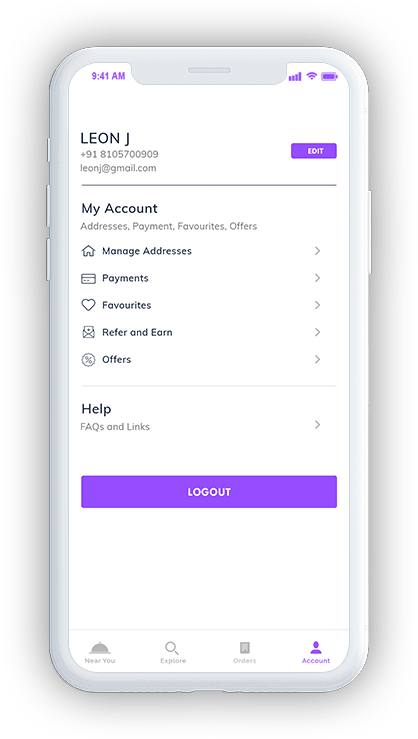 9:41 AM
LEON J
+91 8105700909
leonj@gmail.com
EDIT
My Account
Addresses, Payment, Favourites, Offers
Manage Addresses
Payments
Favourites
Refer and Earn
Offers
Help
FAQs and Links
LOGOUT
Near You
Explore
Orders
Account